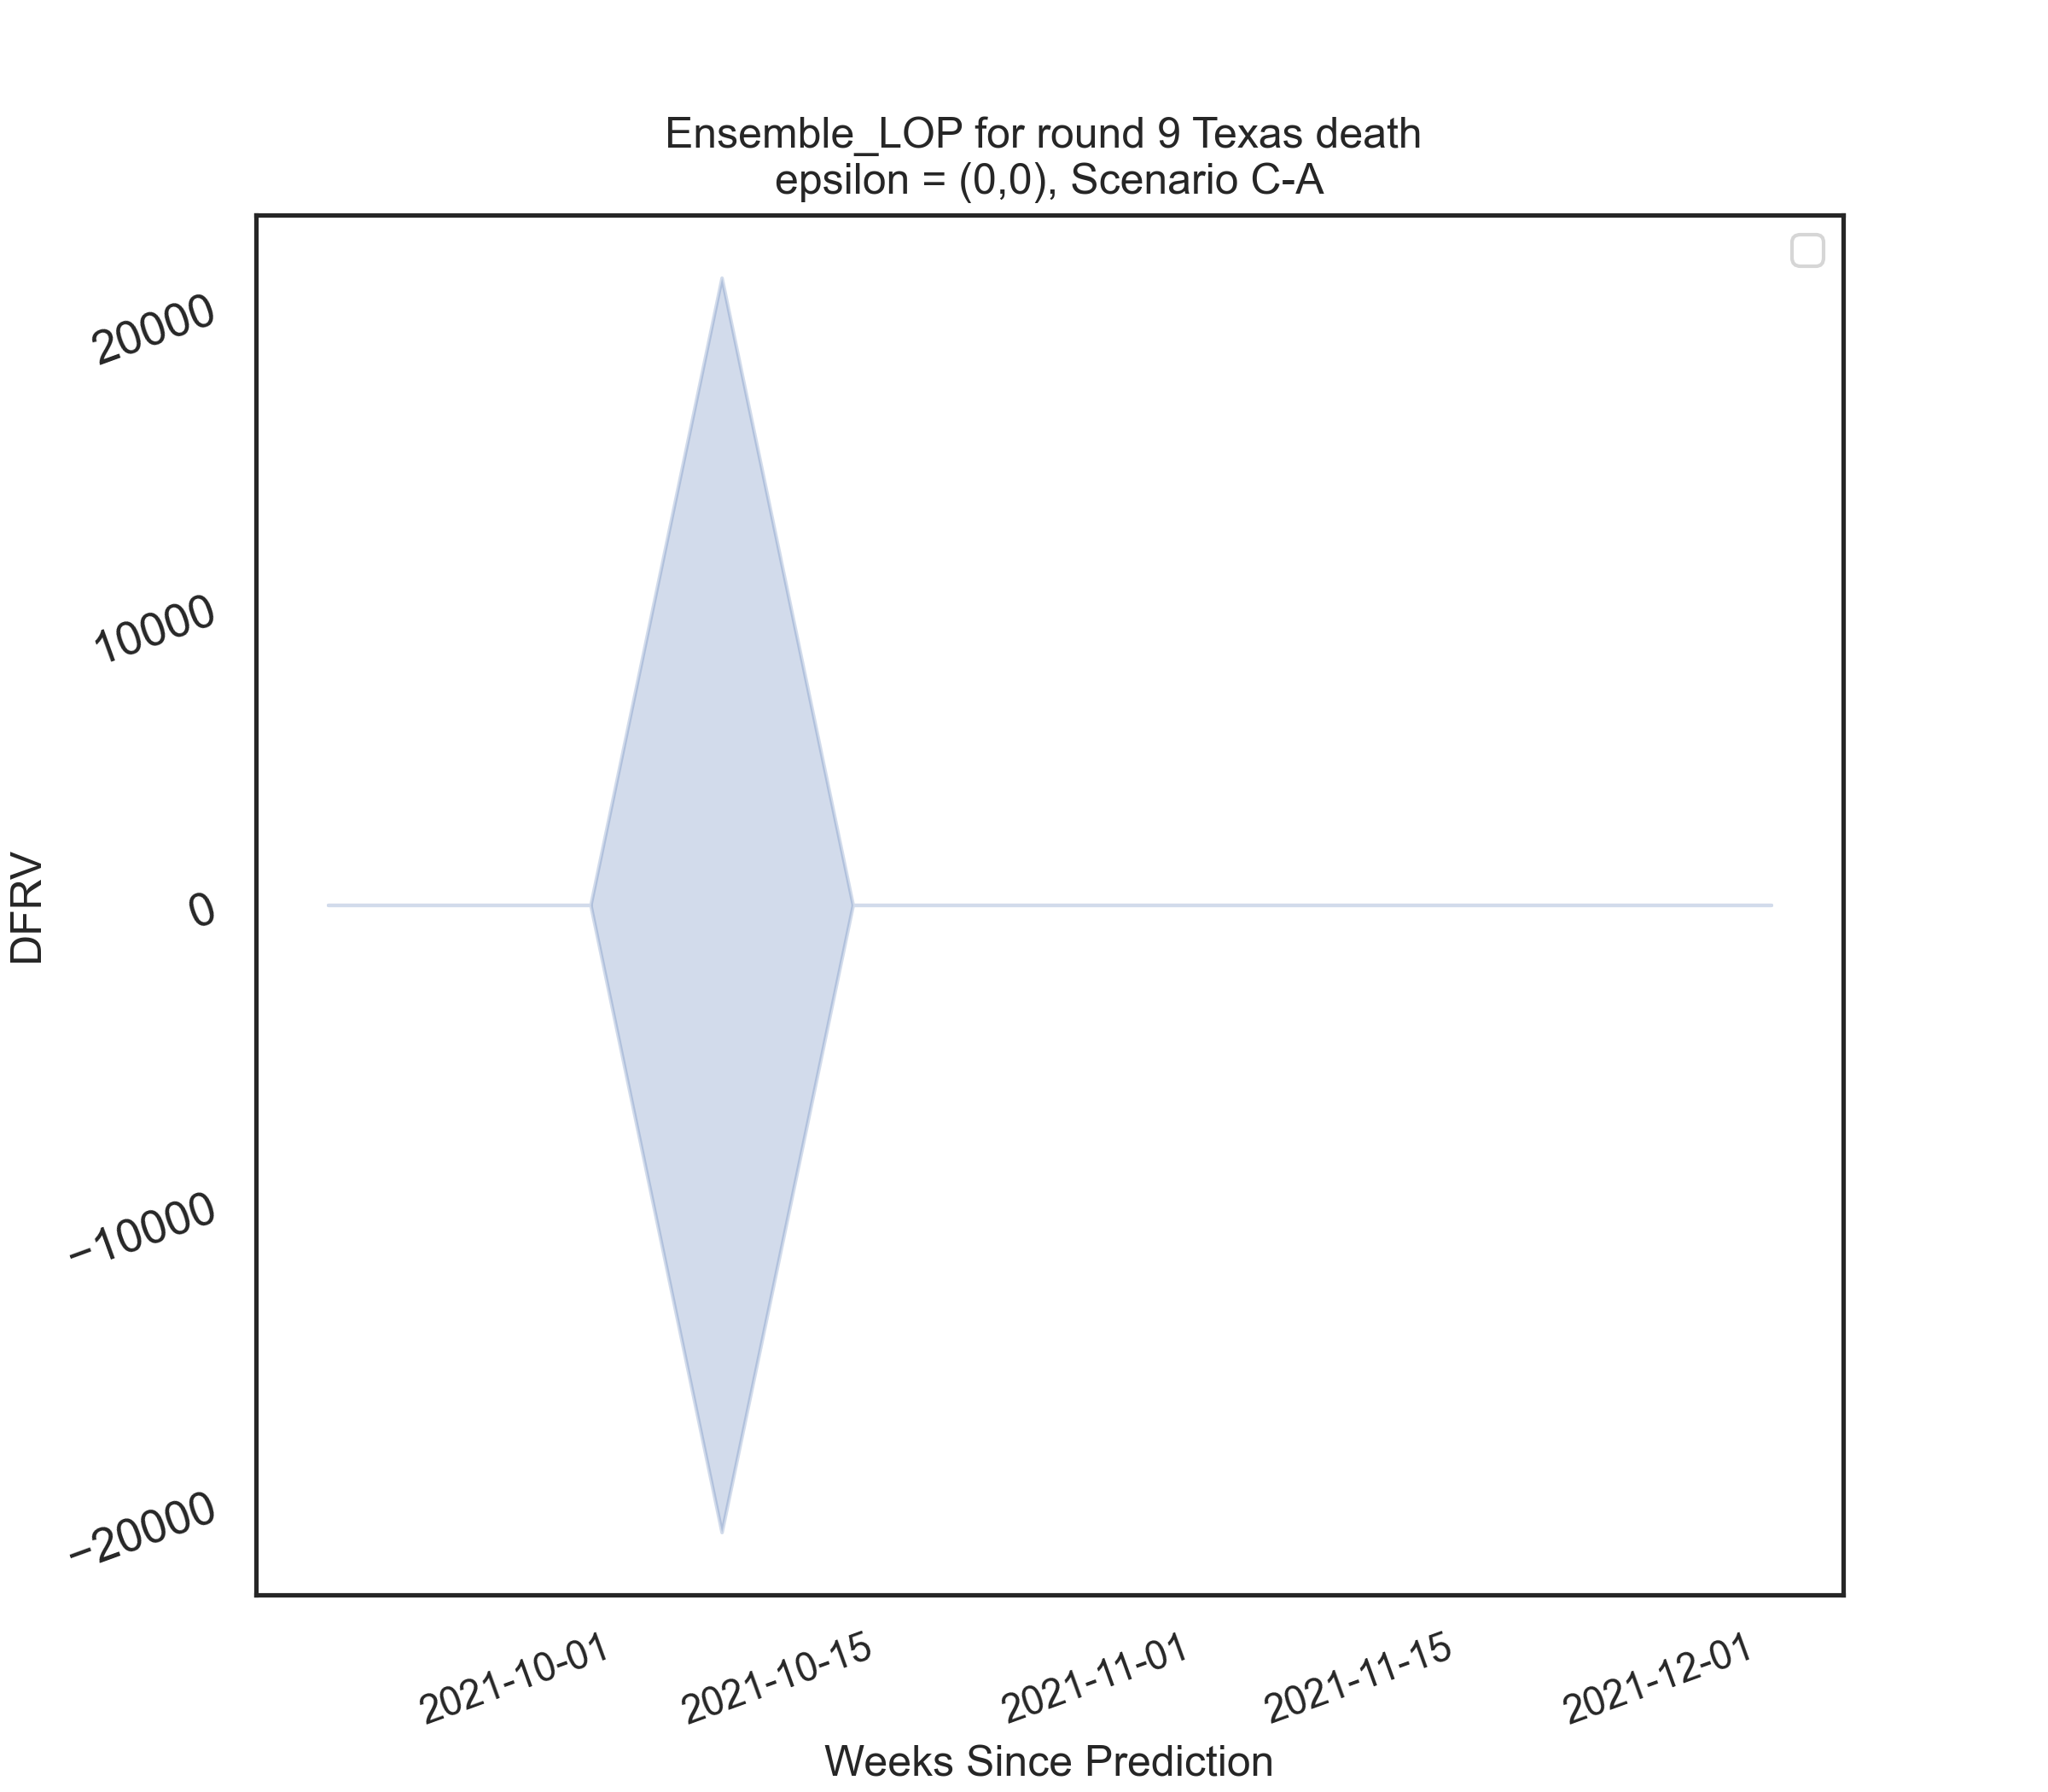 Ensemble_LOP for round 9 Texas death
epsilon = (0,0), Scenario C-A
20000
10000
0
−10000
−20000
DFRV
2021-10-01
2021-10-15
2021-11-01
2021-11-15
2021-12-01
Weeks Since Prediction